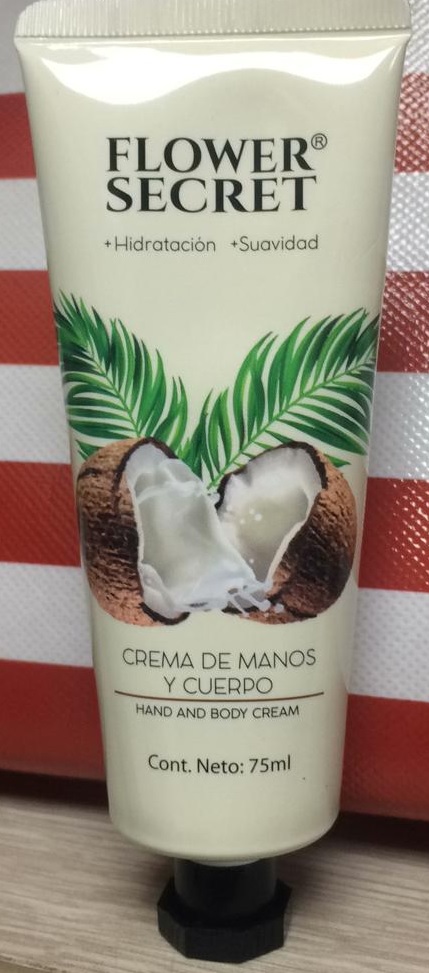 FLOWER®
SECRET
+Hidratación +Suavidad
CREMA DE MANOS
Y CUERPO
HAND AND BODY CREAM
Cont. Neto: 75ml